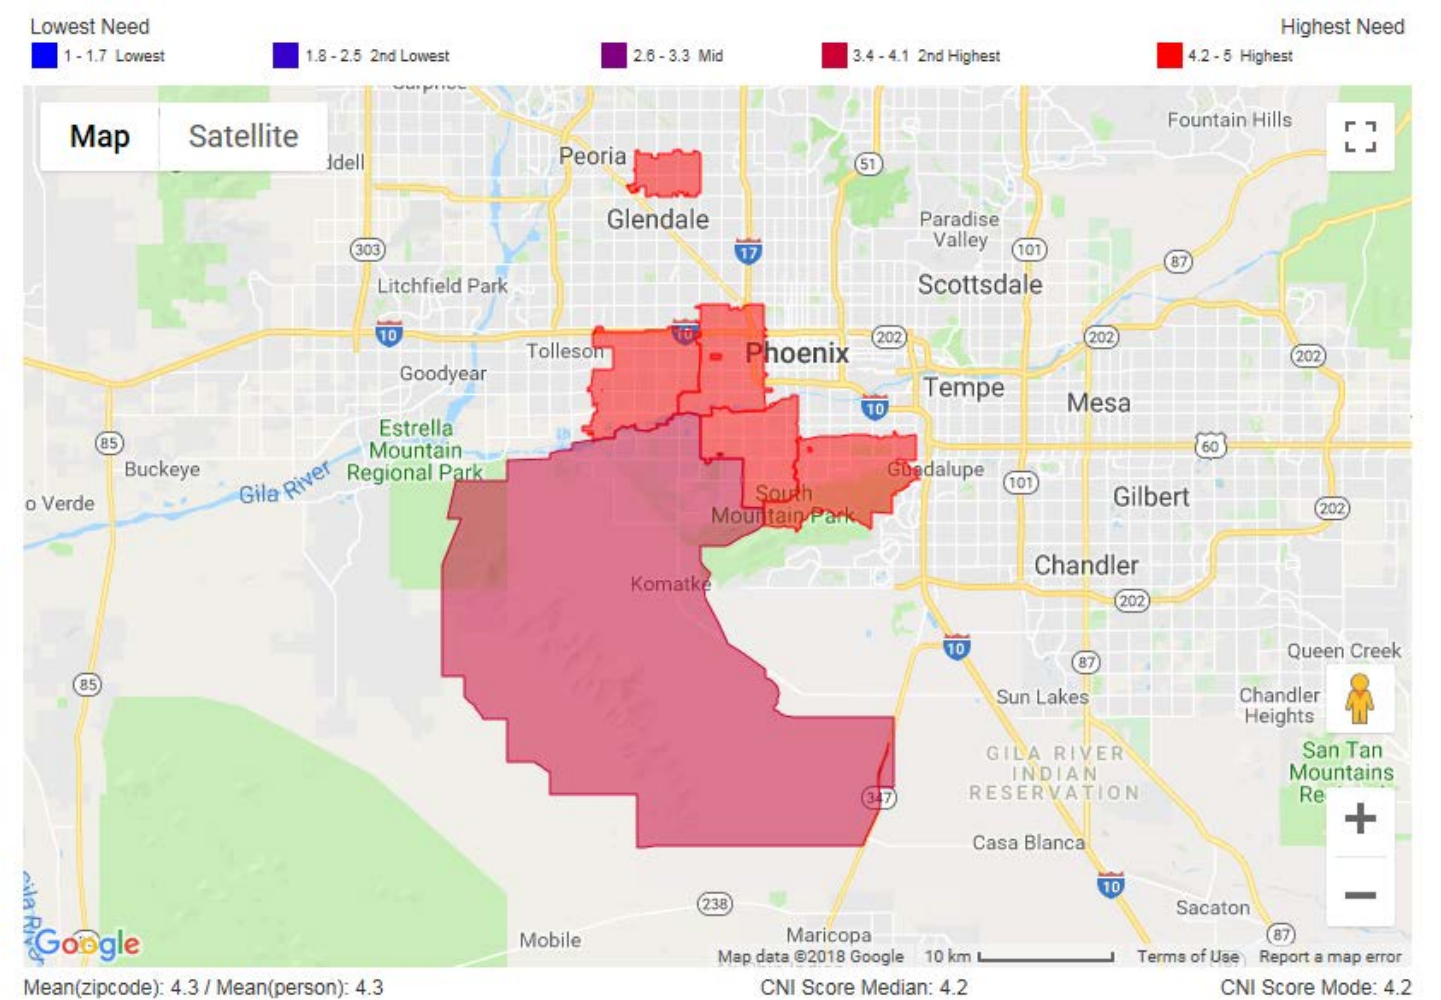 Lowest Need
Highest Need
1 - 1.7 Lowest
1.8 - 2.5 2nd Lowest
2.6 - 3.3 Mid
3.4 - 4.1 2nd Highest
4.2 - 5 Highest
Map
Satellite
Fountain Hills
Peoria
ddell
51
Glendale
Paradise
Valley
303
17
101
87
Litchfield Park
Scottsdale
10
10
202
202
202
Tolleson
Phoenix
Goodyear
Tempe
Mesa
10
Estrella
Mountain
Regional Park
85
60
Buckeye
Guadalupe
Gila River
101
o Verde
South
Mountain Park
Gilbert
202
Chandler
Komatke
202
10
Queen Creek
87
85
Sun Lakes
Chandler
Heights
GILA RIVER
INDIAN
RESERVATION
San Tan
Mountains
Re
347
Casa Blanca
10
238
Sacaton
Mobile
Maricopa
87
Google
Map data ©2018 Google
10 km
Terms of Use
Report a map error
Mean(zipcode): 4.3 / Mean(person): 4.3
CNI Score Median: 4.2
CNI Score Mode: 4.2